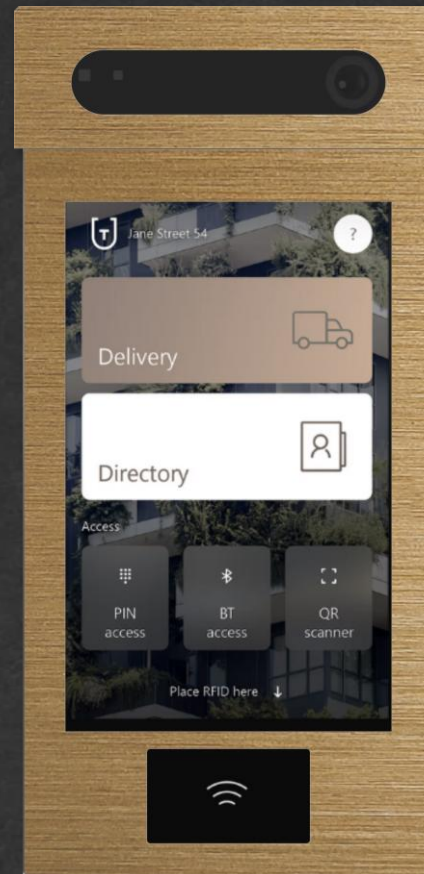 T
Jane Street 54
?
Delivery
Directory
Access
PIN
access
BT
access
QR
scanner
Place RFID here ↓